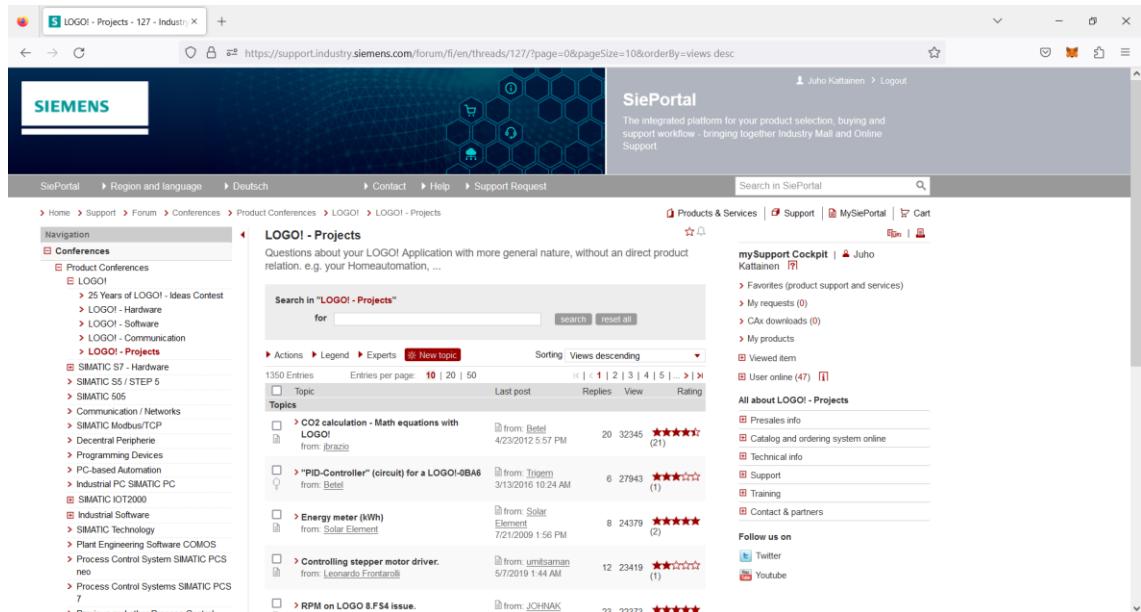 LOGO! - Projects - 127 - Industry
https://support.industry.siemens.com/forum/fi/en/threads/127/?page=0&pageSize=10&orderBy=views desc
SIEMENS
Juho Kattainen > Logout
SiePortal
The integrated platform for your product selection, buying and
support workflow - bringing together Industry Mall and Online
Support
SiePortal Region and language Deutsch Contact Help Support Request Search in SiePortal
> Home > Support > Forum > Conferences > Product Conferences > LOGO! > LOGO! - Projects
Products & Services | Support | MySiePortal | Cart
Navigation
Conferences
Product Conferences
LOGO!
> 25 Years of LOGO! - Ideas Contest
> LOGO! - Hardware
> LOGO! - Software
> LOGO! - Communication
> LOGO! - Projects
SIMATIC S7 - Hardware
> SIMATIC S5 / STEP 5
> SIMATIC 505
> Communication / Networks
> SIMATIC Modbus/TCP
> Decentral Peripherie
> Programming Devices
> PC-based Automation
> Industrial PC SIMATIC PC
SIMATIC IOT2000
Industrial Software
> SIMATIC Technology
> Plant Engineering Software COMOS
> Process Control System SIMATIC PCS
neo
> Process Control Systems SIMATIC PCS
7
LOGO! - Projects
Questions about your LOGO! Application with more general nature, without an direct product
relation. e.g. your Homeautomation, ...
Search in "LOGO! - Projects"
for search reset all
Actions Legend Experts New topic Sorting Views descending
1350 Entries Entries per page: 10 | 20 | 50 1 | 2 | 3 | 4 | 5 | ...
Topic Last post Replies View Rating
Topics
> CO2 calculation - Math equations with
LOGO!
from: jbrazio
from: Betel
4/23/2012 5:57 PM
20 32345
(21)
> "PID-Controller" (circuit) for a LOGO!-0BA6
from: Betel
from: Trigem
3/13/2016 10:24 AM
6 27943
(1)
> Energy meter (kWh)
from: Solar Element
from: Solar
Element
7/21/2009 1:56 PM
8 24379
(2)
> Controlling stepper motor driver.
from: Leonardo Frontarolli
from: umitsaman
5/7/2019 1:44 AM
12 23419
(1)
> RPM on LOGO 8.FS4 issue.
from: JOHNAK
23 22373
mySupport Cockpit | Juho
Kattainen
> Favorites (product support and services)
> My requests (0)
> CAx downloads (0)
> My products
Viewed item
User online (47)
All about LOGO! - Projects
Presales info
Catalog and ordering system online
Technical info
Support
Training
Contact & partners
Follow us on
Twitter
Youtube